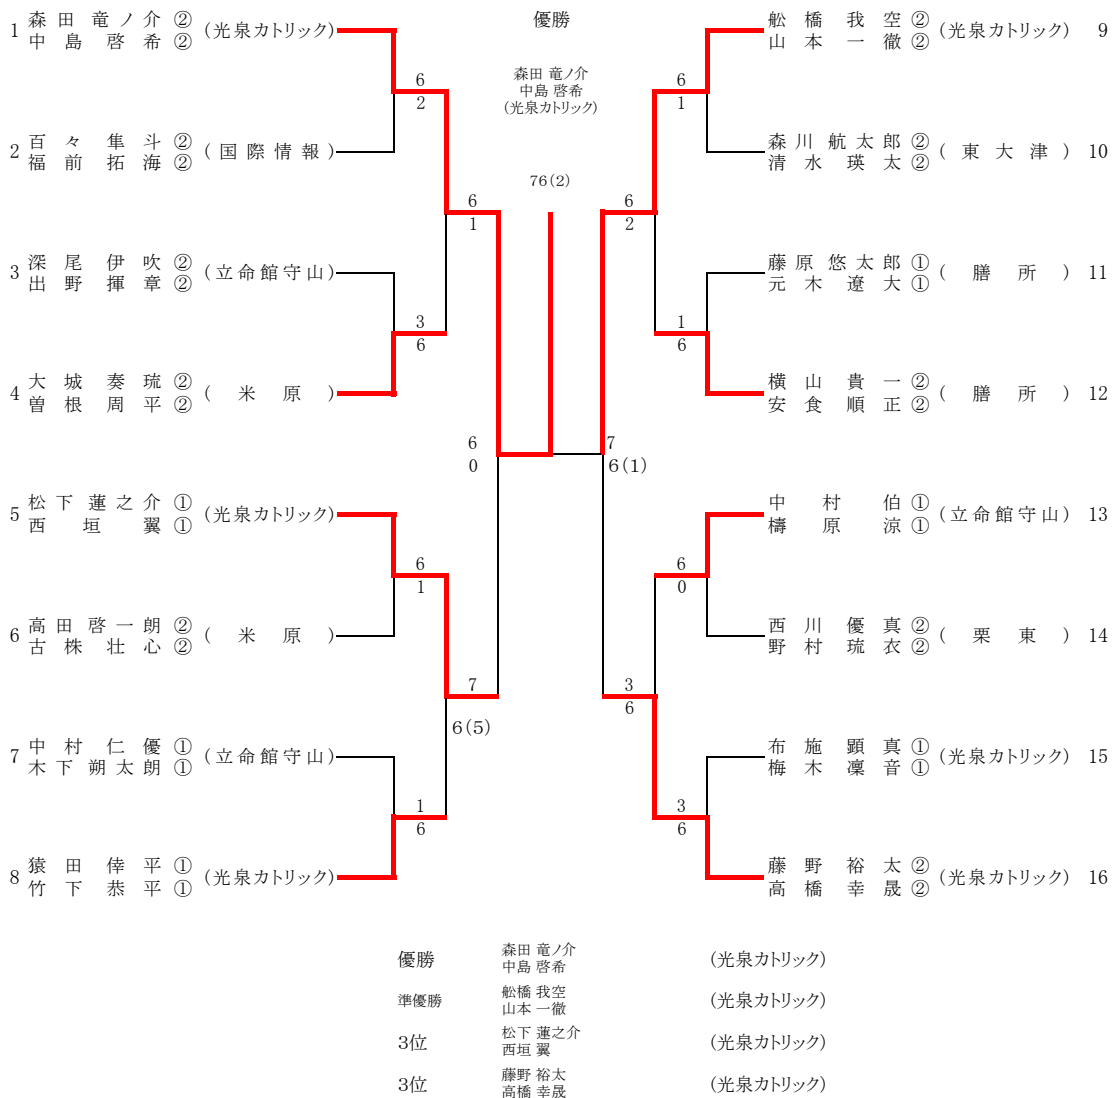 優勝
森田 竜ノ介
中島 啓希
(光泉カトリック)
76(2)
1 森田竜ノ介 ② (光泉カトリック)
中島啓希 ②
6
2
2 百々隼斗 ② (国際情報)
福前拓海 ②
6
1
3 深尾伊吹 ② (立命館守山)
出野揮章 ②
3
6
4 大城奏琉 ② (米原)
曽根周平 ②
6
0
5 松下蓮之介 ① (光泉カトリック)
西垣翼 ①
6
1
6 高田啓一朗 ② (米原)
古株壮心 ②
7
6(5)
7 中村仁優 ① (立命館守山)
木下朔太朗 ①
1
6
8 猿田倖平 ① (光泉カトリック)
竹下恭平 ①
舩橋我空 ② (光泉カトリック) 9
山本一徹 ②
6
1
森川航太郎 ② (東大津) 10
清水瑛太 ②
6
2
藤原悠太郎 ① (膳所) 11
元木遼大 ①
1
6
横山貴一 ② (膳所) 12
安食順正 ②
7
6(1)
中村伯 ① (立命館守山) 13
檮原涼 ①
6
0
西川優真 ② (栗東) 14
野村琉衣 ②
3
6
布施顕真 ① (光泉カトリック) 15
梅木凜音 ①
3
6
藤野裕太 ② (光泉カトリック) 16
高橋幸晟 ②
優勝 森田 竜ノ介 (光泉カトリック)
中島 啓希
準優勝 舩橋 我空 (光泉カトリック)
山本 一徹
3位 松下 蓮之介 (光泉カトリック)
西垣 翼
3位 藤野 裕太 (光泉カトリック)
高橋 幸晟